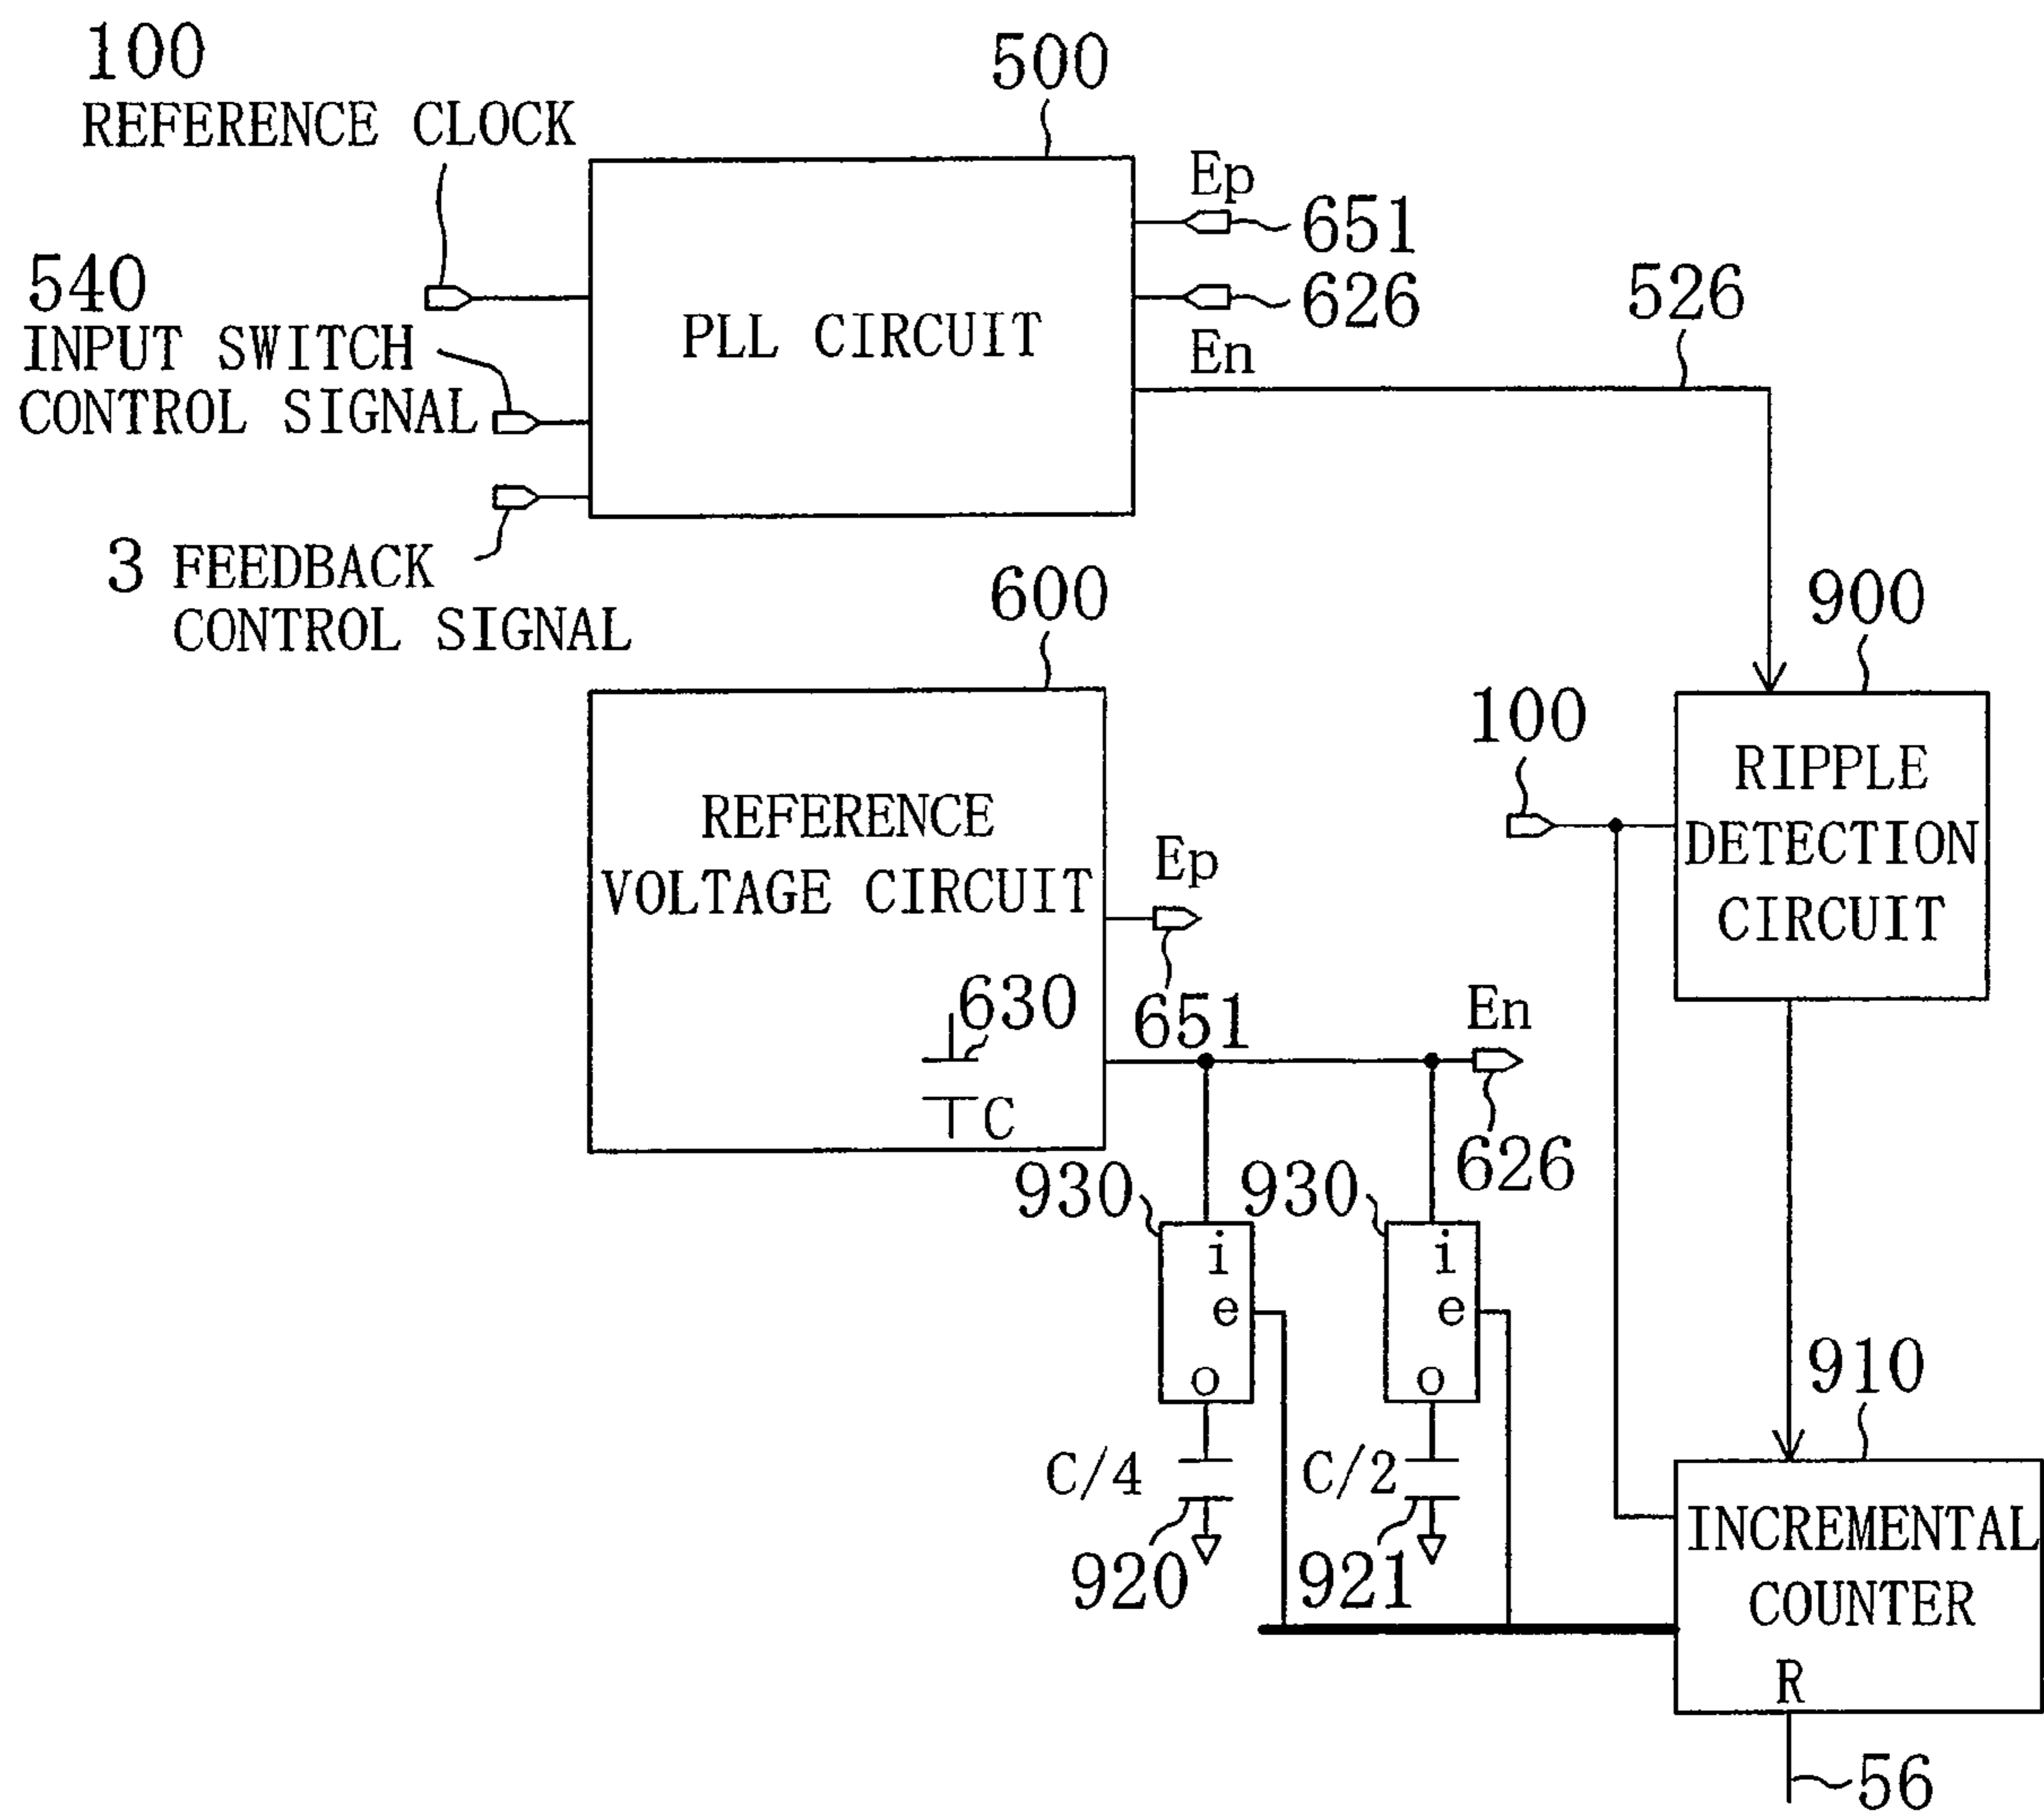 100
REFERENCE CLOCK
500
Ep
651
540
INPUT SWITCH
CONTROL SIGNAL
626
526
PLL CIRCUIT
En
3 FEEDBACK
CONTROL SIGNAL
600
900
100
RIPPLE
DETECTION
CIRCUIT
REFERENCE
VOLTAGE CIRCUIT
Ep
651
630
C
En
626
930
930
i
e
o
i
e
o
910
C/4
C/2
920
921
INCREMENTAL
COUNTER
R
56